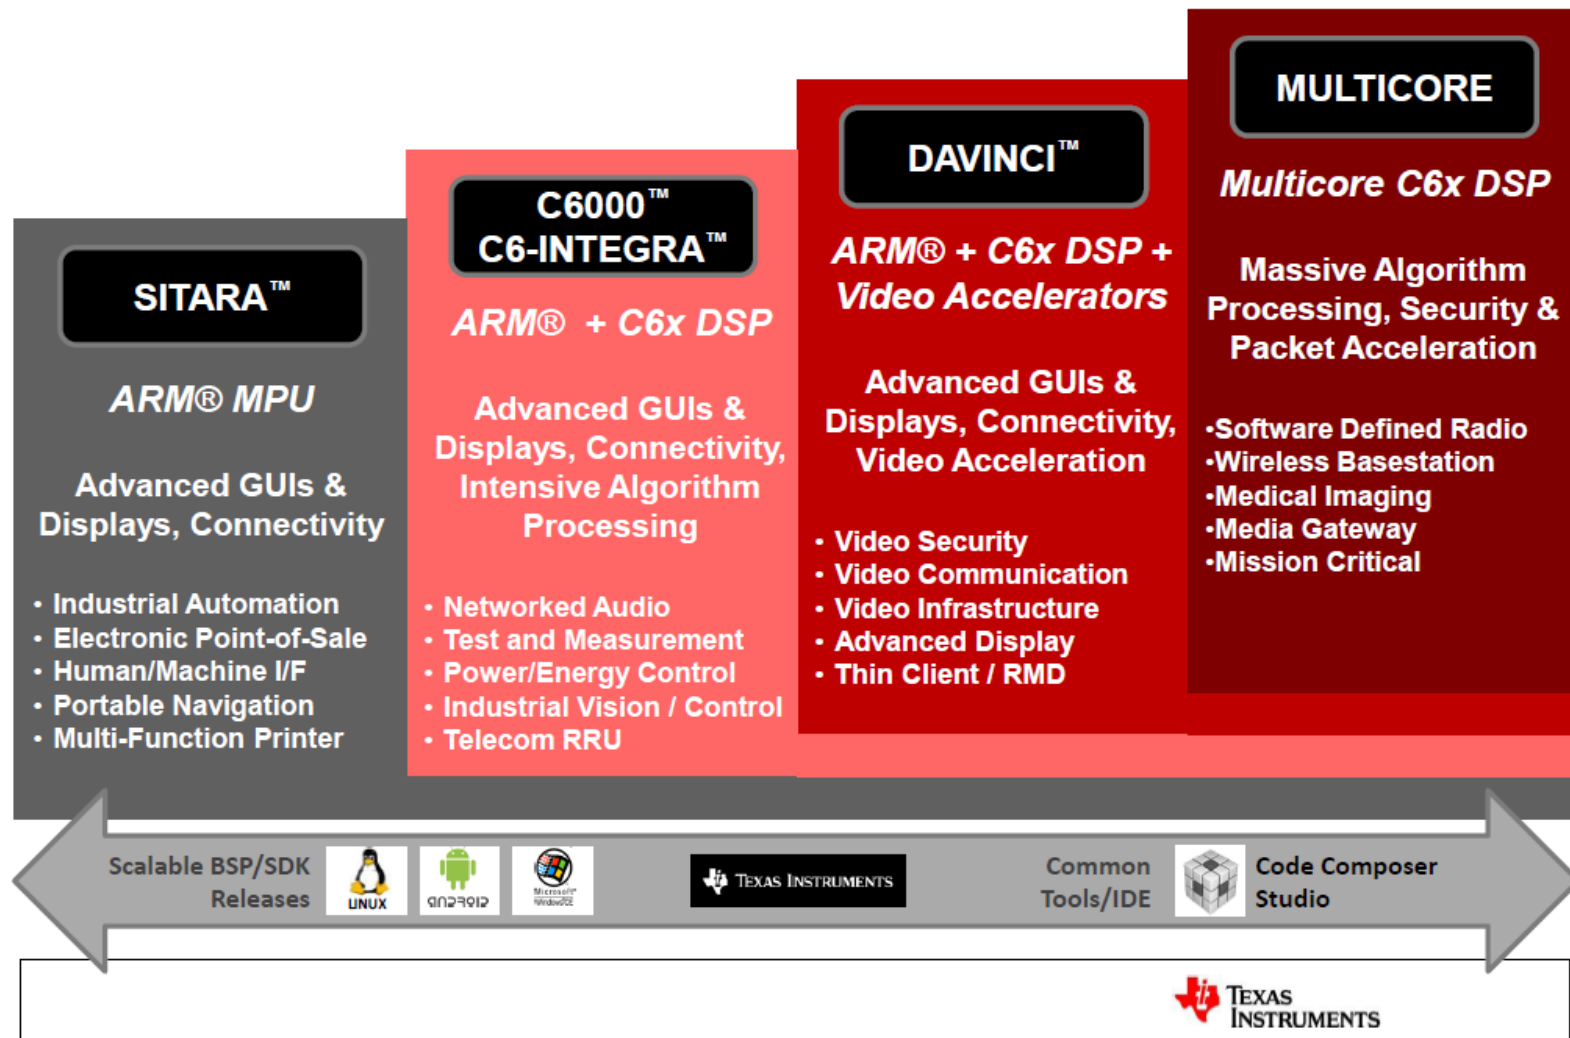 SITARA™
ARM® MPU
Advanced GUIs &
Displays, Connectivity
• Industrial Automation
• Electronic Point-of-Sale
• Human/Machine I/F
• Portable Navigation
• Multi-Function Printer
C6000™
C6-INTEGRA™
ARM® + C6x DSP
Advanced GUIs &
Displays, Connectivity,
Intensive Algorithm
Processing
• Networked Audio
• Test and Measurement
• Power/Energy Control
• Industrial Vision / Control
• Telecom RRU
DAVINCI™
ARM® + C6x DSP +
Video Accelerators
Advanced GUIs &
Displays, Connectivity,
Video Acceleration
• Video Security
• Video Communication
• Video Infrastructure
• Advanced Display
• Thin Client / RMD
MULTICORE
Multicore C6x DSP
Massive Algorithm
Processing, Security &
Packet Acceleration
•Software Defined Radio
•Wireless Basestation
•Medical Imaging
•Media Gateway
•Mission Critical
Scalable BSP/SDK
Releases
LINUX
ANDROID
Microsoft
WindowsCE
TEXAS INSTRUMENTS
Common
Tools/IDE
Code Composer
Studio
TEXAS
INSTRUMENTS